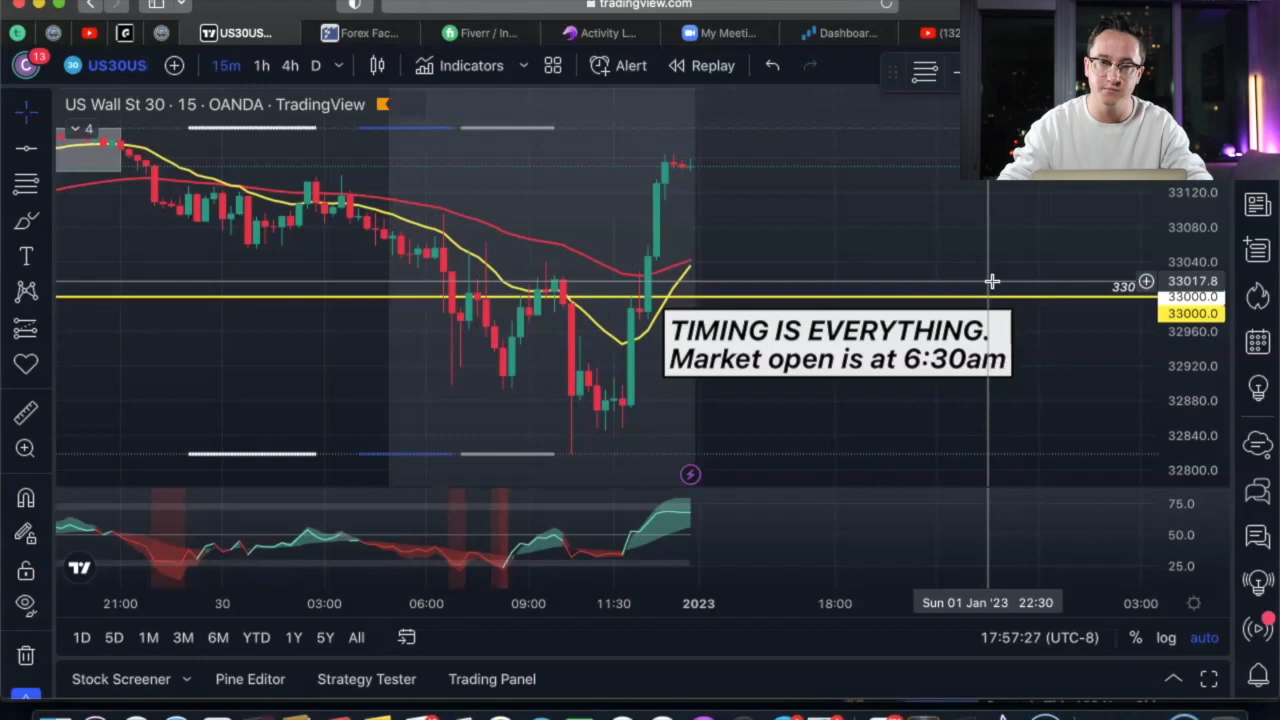 tradingview.com
US30US...
Forex Fac...
Fiverr / In...
Activity L...
My Meeti...
Dashboar...
(132
13
30 US30US
15m 1h 4h D
Indicators
Alert
Replay
US Wall St 30 · 15 · OANDA · TradingView
4
33120.0
33080.0
33040.0
330
33017.8
33000.0
33000.0
TIMING IS EVERYTHING.
Market open is at 6:30am
32960.0
32920.0
32880.0
32840.0
32800.0
75.0
50.0
25.0
21:00 30 03:00 06:00 09:00 11:30 2023 18:00 Sun 01 Jan '23 22:30 03:00
1D 5D 1M 3M 6M YTD 1Y 5Y All
17:57:27 (UTC-8) % log auto
Stock Screener Pine Editor Strategy Tester Trading Panel